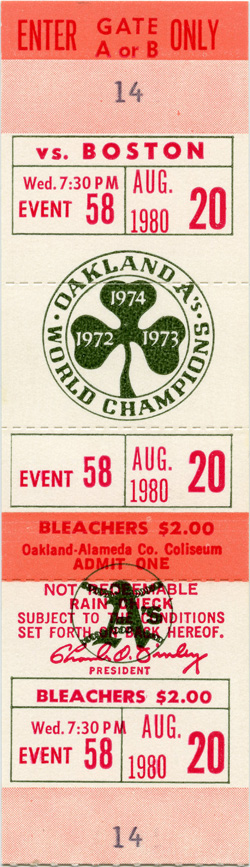 ENTER GATE A or B ONLY
14
vs. BOSTON
Wed. 7:30 PM AUG. 20
EVENT 58 1980
OAKLAND A's
1974
1972 1973
WORLD CHAMPIONS
EVENT 58 AUG. 1980 20
BLEACHERS $2.00
Oakland-Alameda Co. Coliseum
ADMIT ONE
NOT REDEEMABLE
RAIN CHECK
A's
SUBJECT TO THE CONDITIONS
SET FORTH ON BACK HEREOF.
Charles O. Finley
PRESIDENT
BLEACHERS $2.00
Wed. 7:30 PM AUG. 20
EVENT 58 1980
14